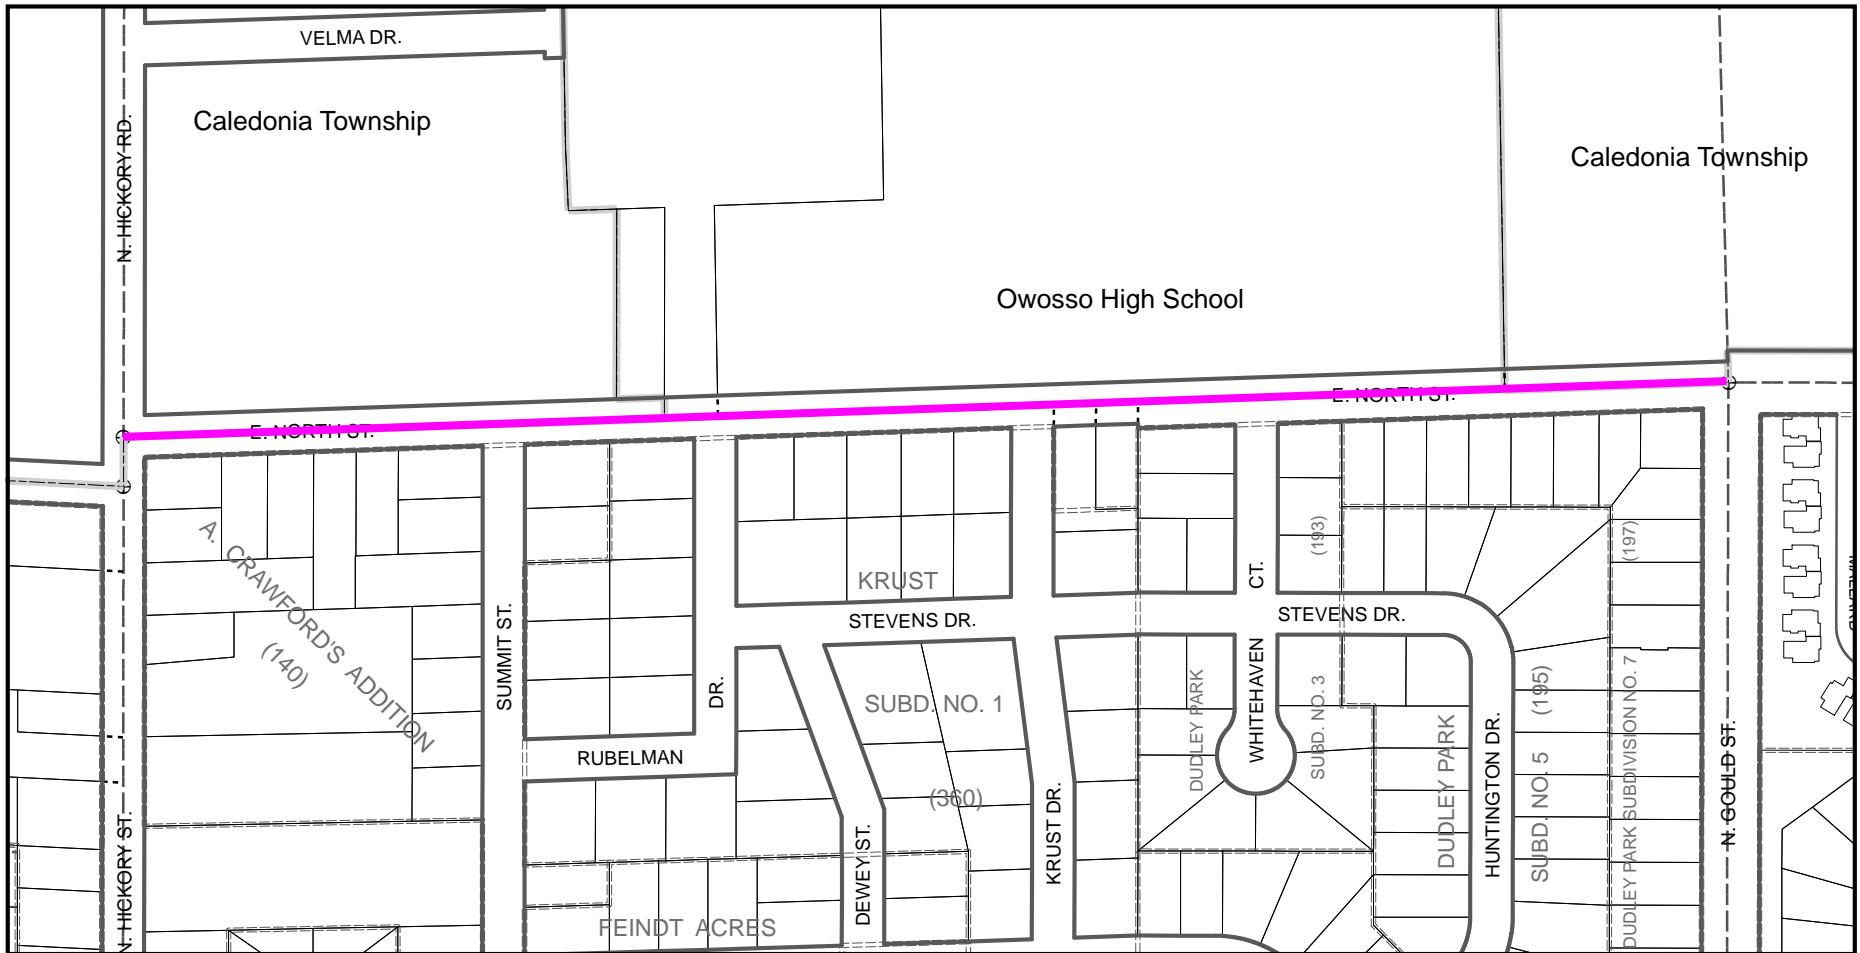 VELMA DR.
Caledonia Township
N. HICKORY RD.
Caledonia Township
Owosso High School
E. NORTH ST.
E. NORTH ST.
A. CRAWFORD'S ADDITION
(140)
SUMMIT ST.
KRUST
STEVENS DR.
SUBD. NO. 1
(360)
DR.
RUBELMAN
DEWEY ST.
KRUST DR.
FEINDT ACRES
N. HICKORY ST.
CT.
WHITEHAVEN
STEVENS DR.
(193)
DUDLEY PARK
SUBD. NO. 3
DUDLEY PARK
HUNTINGTON DR.
(195)
SUBD. NO. 5
(197)
DUDLEY PARK SUBDIVISION NO. 7
N. GOULD ST.